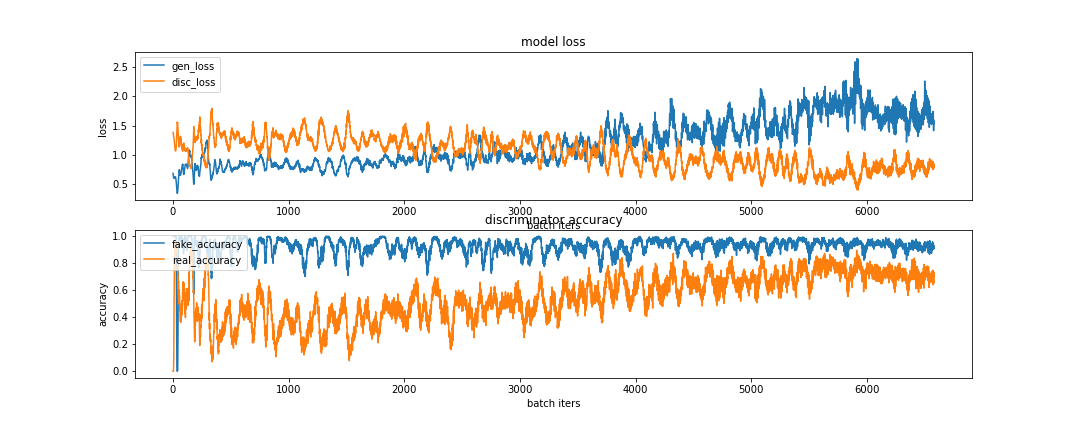 model loss
gen_loss
disc_loss
loss
2.5
2.0
1.5
1.0
0.5
0 1000 2000 3000 4000 5000 6000
batch iters
discriminator accuracy
fake_accuracy
real_accuracy
accuracy
1.0
0.8
0.6
0.4
0.2
0.0
0 1000 2000 3000 4000 5000 6000
batch iters